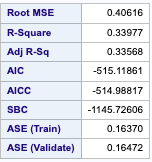 Root MSE 0.40616
R-Square 0.33977
Adj R-Sq 0.33568
AIC -515.11861
AICC -514.98817
SBC -1145.72606
ASE (Train) 0.16370
ASE (Validate) 0.16472